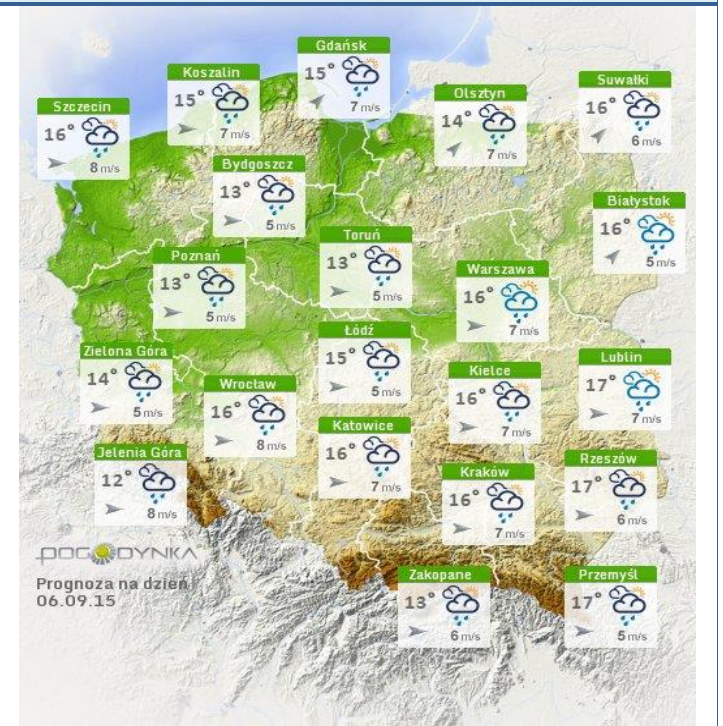 Gdańsk
15°
7 m/s
Koszalin
15°
7 m/s
Suwałki
16°
6 m/s
Olsztyn
14°
7 m/s
Szczecin
16°
8 m/s
Bydgoszcz
13°
5 m/s
Białystok
16°
5 m/s
Toruń
13°
5 m/s
Poznań
13°
5 m/s
Warszawa
16°
7 m/s
Łódź
15°
5 m/s
Zielona Góra
14°
5 m/s
Lublin
17°
7 m/s
Kielce
16°
7 m/s
Wrocław
16°
8 m/s
Katowice
16°
7 m/s
Jelenia Góra
12°
8 m/s
Rzeszów
17°
6 m/s
Kraków
16°
7 m/s
POGODYNKA
Prognoza na dzień
06.09.15
Zakopane
13°
6 m/s
Przemyśl
17°
5 m/s